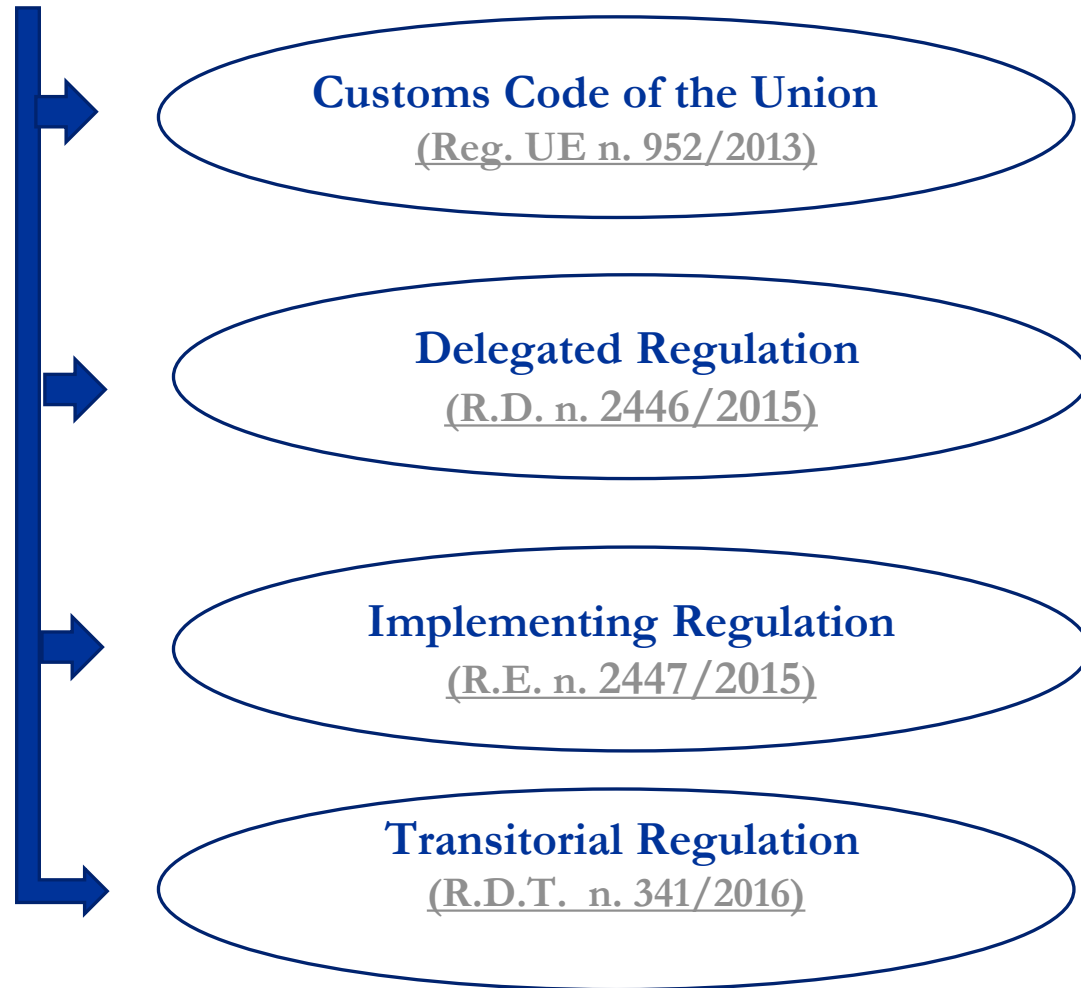 Customs Code of the Union
(Reg. UE n. 952/2013)
Delegated Regulation
(R.D. n. 2446/2015)
Implementing Regulation
(R.E. n. 2447/2015)
Transitorial Regulation
(R.D.T. n. 341/2016)